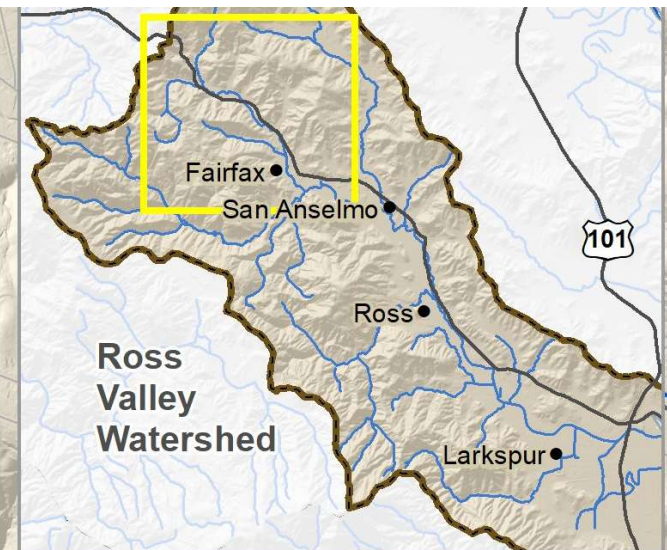 Fairfax
San Anselmo
101
Ross
Ross
Valley
Watershed
Larkspur